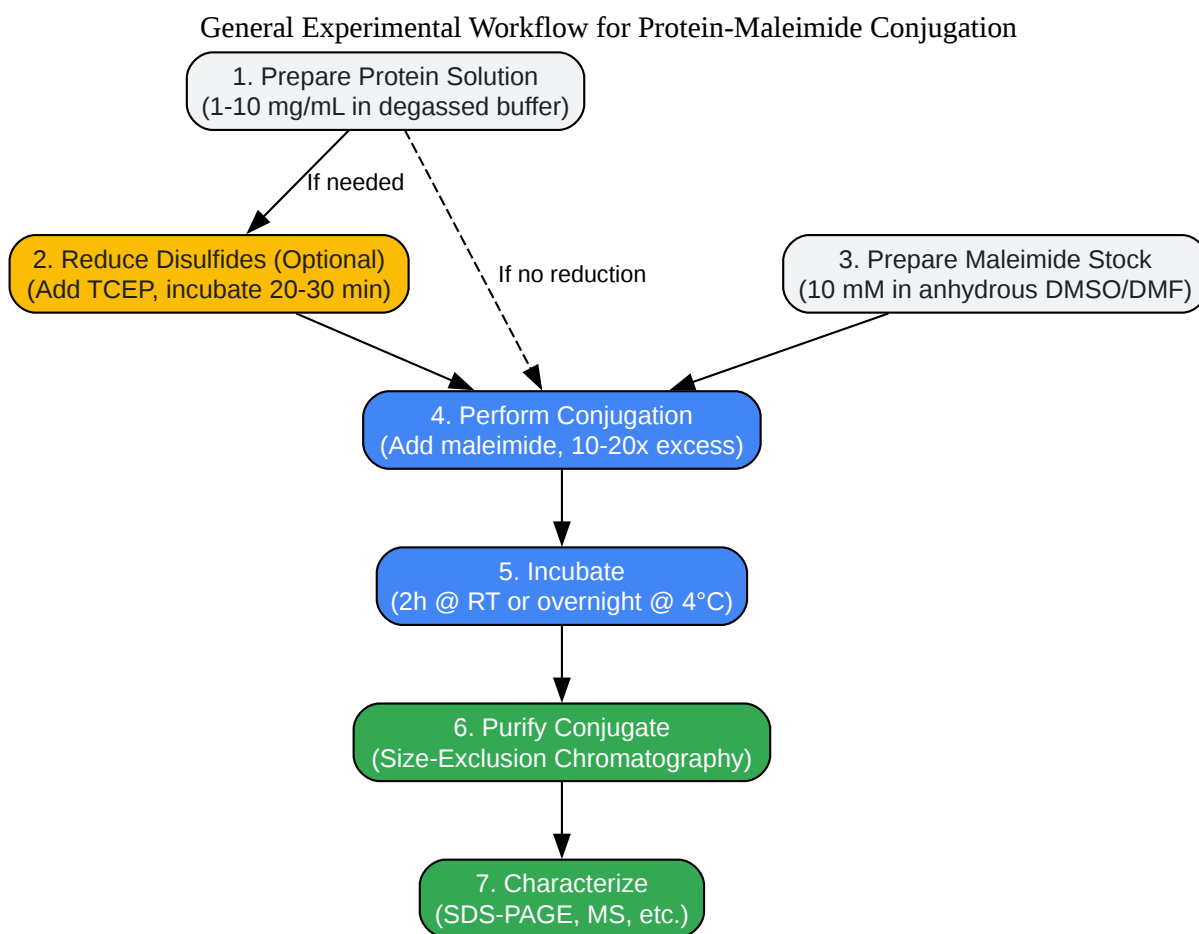 General Experimental Workflow for Protein-Maleimide Conjugation
1. Prepare Protein Solution
(1-10 mg/mL in degassed buffer)
If needed
2. Reduce Disulfides (Optional)
(Add TCEP, incubate 20-30 min)
If no reduction
3. Prepare Maleimide Stock
(10 mM in anhydrous DMSO/DMF)
4. Perform Conjugation
(Add maleimide, 10-20x excess)
5. Incubate
(2h @ RT or overnight @ 4°C)
6. Purify Conjugate
(Size-Exclusion Chromatography)
7. Characterize
(SDS-PAGE, MS, etc.)